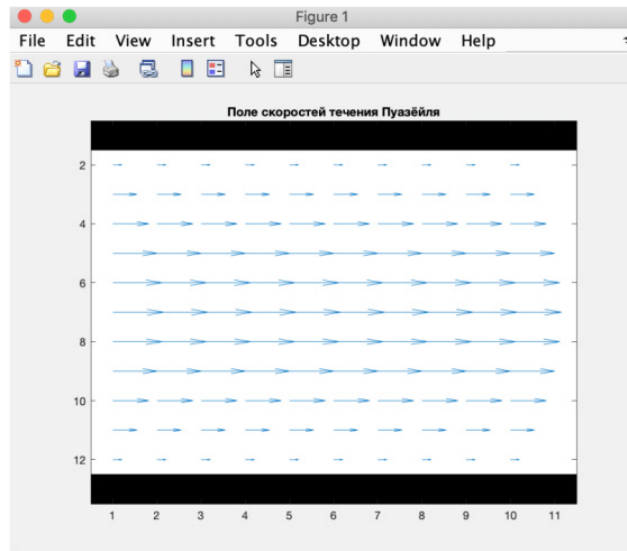 Figure 1
File Edit View Insert Tools Desktop Window Help
Поле скоростей течения Пуазёйля
2
4
6
8
10
12
1 2 3 4 5 6 7 8 9 10 11